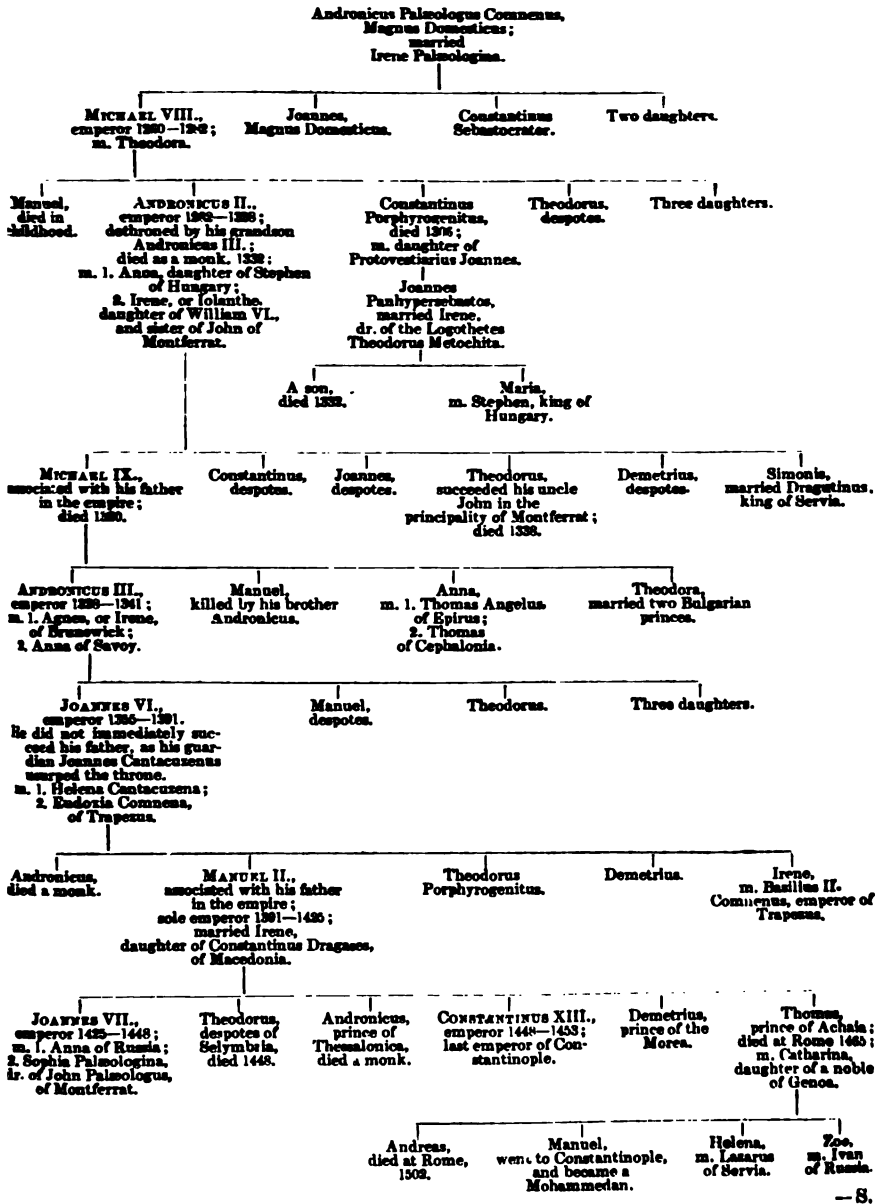 Andronicus Palæologus Comnenus,
Magnus Domesticus;
married
Irene Palæologina.
MICHAEL VIII.,
emperor 1260—1282;
m. Theodora.
Joannes,
Magnus Domesticus.
Constantinus
Sebastocrator.
Two daughters.
Manuel,
died in
childhood.
ANDRONICUS II.,
emperor 1282—1328;
dethroned by his grandson
Andronicus III.;
died as a monk, 1332;
m. 1. Anna, daughter of Stephen
of Hungary;
2. Irene, or Iolanthe,
daughter of William VI.,
and sister of John of
Montferrat.
Constantinus
Porphyrogenitus,
died 1306;
m. daughter of
Protovestiarius Joannes.
Joannes
Panhypersebastos,
married Irene,
dr. of the Logothetes
Theodorus Metochita.
Theodorus,
despotes.
Three daughters.
A son,
died 1332.
Maria,
m. Stephen, king of
Hungary.
MICHAEL IX.,
associated with his father
in the empire;
died 1320.
Constantinus,
despotes.
Joannes,
despotes.
Theodorus,
succeeded his uncle
John in the
principality of Montferrat;
died 1338.
Demetrius,
despotes.
Simonis,
married Dragutinus,
king of Servia.
ANDRONICUS III.,
emperor 1328—1341;
m. 1. Agnes, or Irene,
of Brunswick;
2. Anna of Savoy.
Manuel,
killed by his brother
Andronicus.
Anna,
m. 1. Thomas Angelus
of Epirus;
2. Thomas
of Cephalonia.
Theodora,
married two Bulgarian
princes.
JOANNES VI.,
emperor 1355—1391.
He did not immediately suc-
ceed his father, as his guar-
dian Joannes Cantacuzenus
usurped the throne.
m. 1. Helena Cantacuzena;
2. Eudoxia Comnena,
of Trapezus.
Manuel,
despotes.
Theodorus.
Three daughters.
Andronicus,
died a monk.
MANUEL II.,
associated with his father
in the empire;
sole emperor 1391—1425;
married Irene,
daughter of Constantinus Dragases,
of Macedonia.
Theodorus
Porphyrogenitus.
Demetrius.
Irene,
m. Basilius II.
Comnenus, emperor of
Trapezus.
JOANNES VII.,
emperor 1425—1448;
m. 1. Anna of Russia;
2. Sophia Palæologina,
dr. of John Palæologus,
of Montferrat.
Theodorus,
despotes of
Selymbria,
died 1448.
Andronicus,
prince of
Thessalonica,
died a monk.
CONSTANTINUS XIII.,
emperor 1448—1453;
last emperor of Con-
stantinople.
Demetrius,
prince of the
Morea.
Thomas,
prince of Achaia;
died at Rome 1465;
m. Catharina,
daughter of a noble
of Genoa.
Andreas,
died at Rome,
1502.
Manuel,
went to Constantinople,
and became a
Mohammedan.
Helena,
m. Lazarus
of Servia.
Zoe,
m. Ivan
of Russia.
—S.